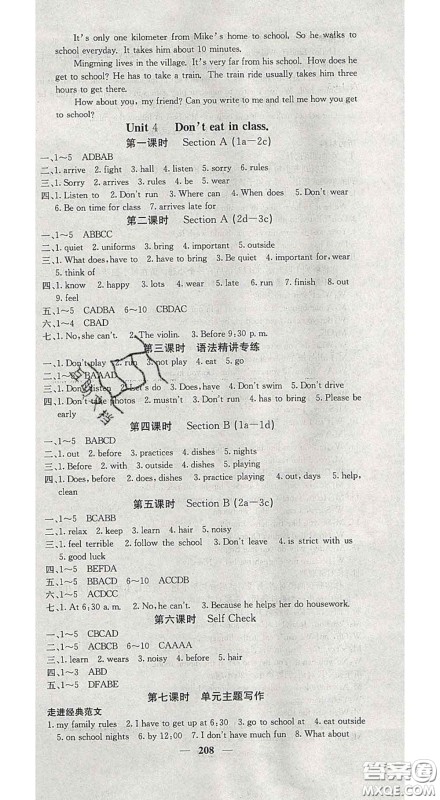 It's only one kilometer from Mike's home to school. So he walks
to school everyday. It takes him about 10 minutes.
Mingming lives in the village. It's very far from his school. How does he
get to school? He has to take the train. The train ride usually takes him three
hours to get there.
How about you, my friend? Can you write to me and tell me how you get
to school?
Unit 4 Don't eat in class.
第一课时 Section A (1a-2c)
一、1~5 ADBAB
二、1. arrive 2. fight 3. hall 4. listen 5. sorry 6. rules
三、1. Sorry 2. arrives 3. rules 4. be 5. wear
四、1. Listen to 2. Don't run 3. Where can 4. When does 5. Don't wear
6. Be on time for class 7. arrives late for
第二课时 Section A (2d-3c)
一、1~5 ABBCC
二、1. quiet 2. uniforms 3. bring 4. important 5. outside
三、1. What does, have to 2. have to 3. Be quiet 4. bring, important to
5. think of
四、1. know 2. happy 3. lots 4. wear 5. late 6. up 7. finish 8. out
9. feel
五、1~5 CADBA 6~10 CBDAC
六、1~4 CBAD
七、1. No, she can't. 2. The violin. 3. Before 9:30 p.m.
第三课时 语法精讲专练
一、1. Don't play 2. run 3. not play 4. eat 5. go
二、1~ BAAAD
三、1. Don't listen 2. Let's do 3. Does, have 4. Don't swim 5. Don't drive
四、1. Don't take photos 2. mustn't 3. Don't run 4. has to bring 5. Please be
early
第四课时 Section B (1a-1d)
一、1~5 BABCD
二、1. out 2. before 3. practices 4. dishes 5. dirty
三、1. Before 2. Both 3. dishes 4. noisy 5. playing
四、1. Does, before 2. practices playing 3. out, on, days 4. does, dishes
5. have to
第五课时 Section B (2a-3c)
一、1~5 BCABB
二、1. relax 2. keep 3. learn 4. hair 5. noisy
三、1. feel terrible 2. follow the school 3. Don't leave 4. is strict with, us
5. good luck
四、1~5 BEFDA
五、1~5 BBACD 6~10 ACCDB
六、1~5 ACDCC
七、1. At 6:30 a.m. 2. No, he can't. 3. Because he helps her do housework.
第六课时 Self Check
一、1~5 CBCAD
二、1~5 ACBCB 6~10 CAAAA
三、1. learn 2. wears 3. noisy 5. before 5. has
四、1~3 ABD
五、1~5 DFABE
第七课时 单元主题写作
走进经典范文
1. my family rules 2. I have to get up at 6:30 3. go to school at 4. eat outside
5. on school nights 6. by 12:00 7. I don't have much fun 8. What about
208
答案圈
MXQE.COM